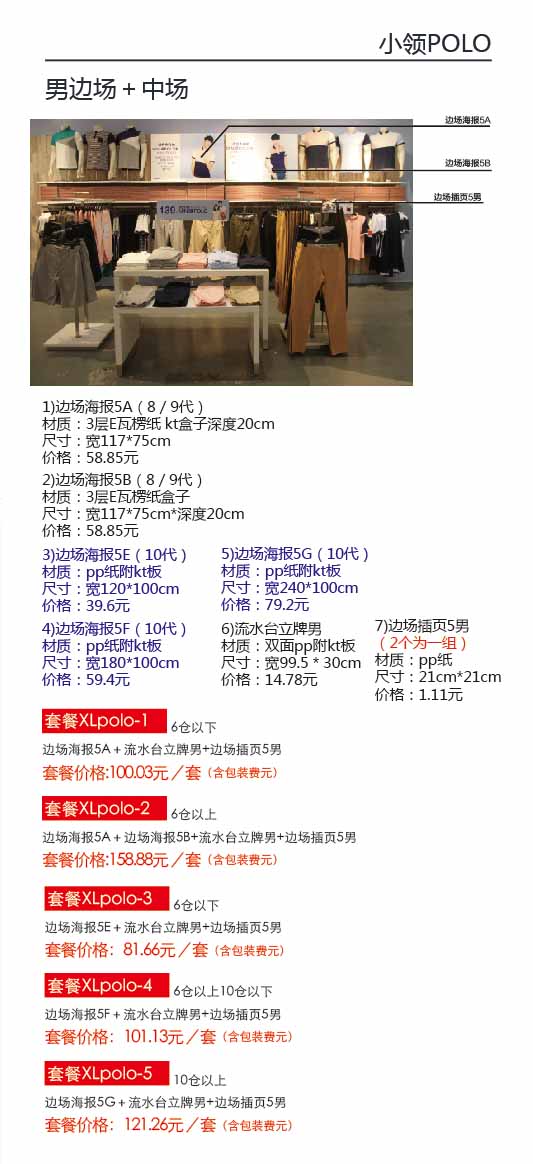 小领POLO
男边场 + 中场
边场海报5A
边场海报5B
边场插页5男
130.
1)边场海报5A（8 / 9代）
材质：3层E瓦楞纸 kt盒子深度20cm
尺寸：宽117*75cm
价格：58.85元
2)边场海报5B（8 / 9代）
材质：3层E瓦楞纸盒子
尺寸：宽117*75cm*深度20cm
价格：58.85元
3)边场海报5E（10代）
材质：pp纸附kt板
尺寸：宽120*100cm
价格：39.6元
5)边场海报5G（10代）
材质：pp纸附kt板
尺寸：宽240*100cm
价格：79.2元
4)边场海报5F（10代）
材质：pp纸附kt板
尺寸：宽180*100cm
价格：59.4元
6)流水台立牌男
材质：双面pp附kt板
尺寸：宽99.5 * 30cm
价格：14.78元
7)边场插页5男
（2个为一组）
材质：pp纸
尺寸：21cm*21cm
价格：1.11元
套餐XLpolo-1 6仓以下
边场海报5A + 流水台立牌男+边场插页5男
套餐价格:100.03元／套（含包装费元）
套餐XLpolo-2 6仓以上
边场海报5A + 边场海报5B+流水台立牌男+边场插页5男
套餐价格:158.88元／套（含包装费元）
套餐XLpolo-3 6仓以下
边场海报5E + 流水台立牌男+边场插页5男
套餐价格：81.66元／套（含包装费元）
套餐XLpolo-4 6仓以上10仓以下
边场海报5F + 流水台立牌男+边场插页5男
套餐价格：101.13元／套（含包装费元）
套餐XLpolo-5 10仓以上
边场海报5G + 流水台立牌男+边场插页5男
套餐价格：121.26元／套（含包装费元）